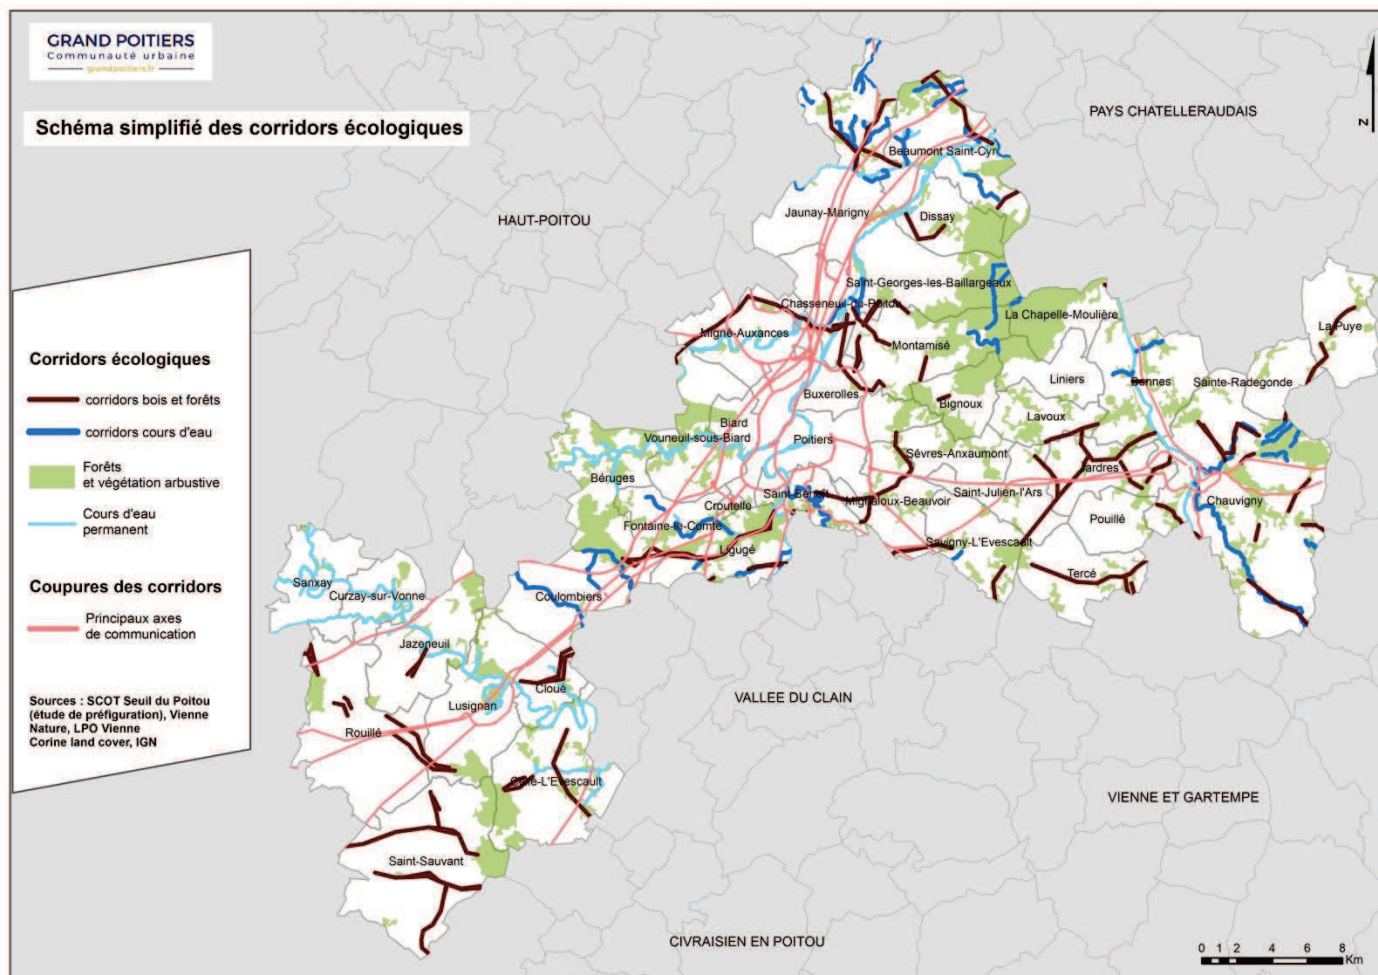 GRAND POITIERS
Communauté urbaine
grandpoitiers.fr
Schéma simplifié des corridors écologiques
Corridors écologiques
corridors bois et forêts
corridors cours d'eau
Forêts
et végétation arbustive
Cours d'eau
permanent
Coupures des corridors
Principaux axes
de communication
Sources : SCOT Seuil du Poitou
(étude de préfiguration), Vienne
Nature, LPO Vienne
Corine land cover, IGN
PAYS CHATELLERAUDAIS
Z
HAUT-POITOU
Beaumont Saint-Cyr
Jaunay-Marigny
Dissay
Saint-Georges-les-Baillargeaux
Chasseneuil-du-Poitou
La Chapelle-Moulière
La Puye
Migné-Auxances
Montamisé
Liniers
Bonnes
Sainte-Radegonde
Buxerolles
Bignoux
Lavoux
Biard
Vouneuil-sous-Biard
Poitiers
Sèvres-Anxaumont
Jardres
Béruges
Saint-Benoît
Mignaloux-Beauvoir
Saint-Julien-l'Ars
Chauvigny
Croutelle
Fontaine-le-Comte
Pouillé
Ligugé
Savigny-L'Evescault
Tercé
Sanxay
Curzay-sur-Vonne
Coulombiers
Jazeneuil
Cloué
Lusignan
Rouillé
Celle-L'Evescault
Saint-Sauvant
VALLEE DU CLAIN
VIENNE ET GARTEMPE
CIVRAISIEN EN POITOU
0 1 2 4 6 8
Km